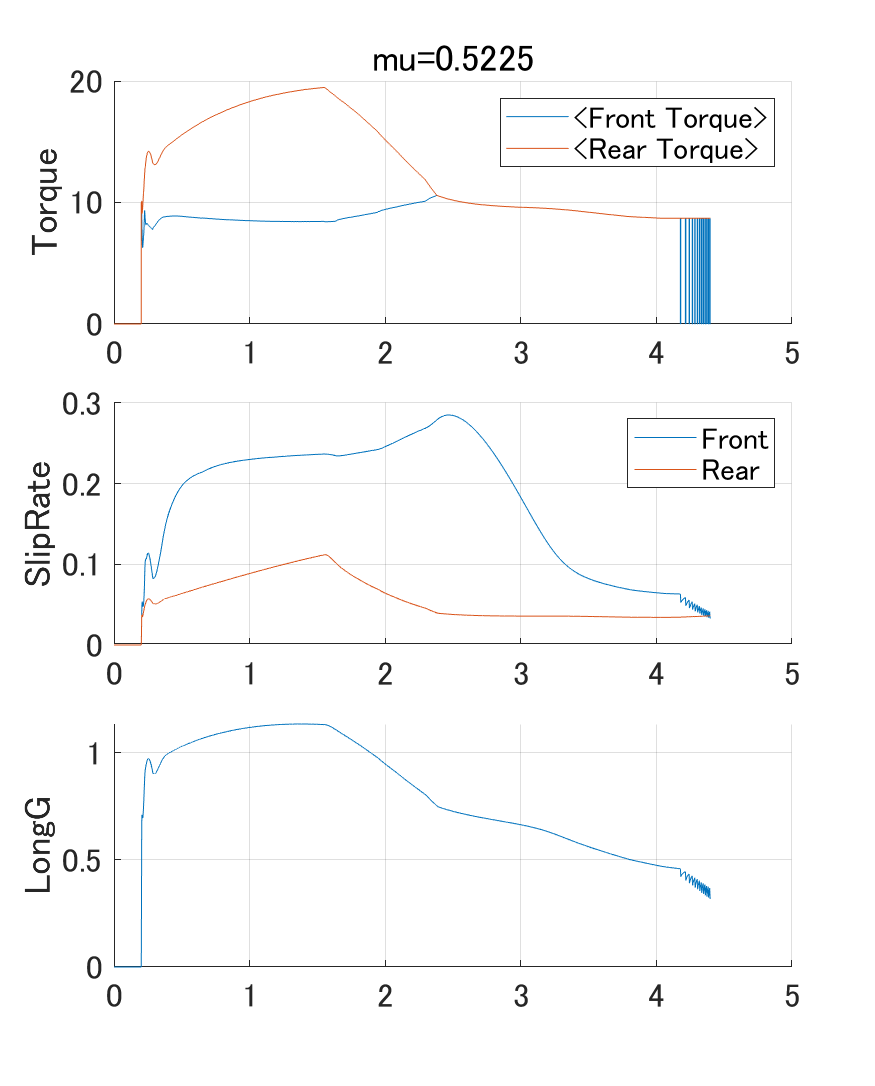 mu=0.5225
Torque
20
10
0
<Front Torque>
<Rear Torque>
0 1 2 3 4 5
SlipRate
0.3
0.2
0.1
0
Front
Rear
0 1 2 3 4 5
LongG
1
0.5
0
0 1 2 3 4 5